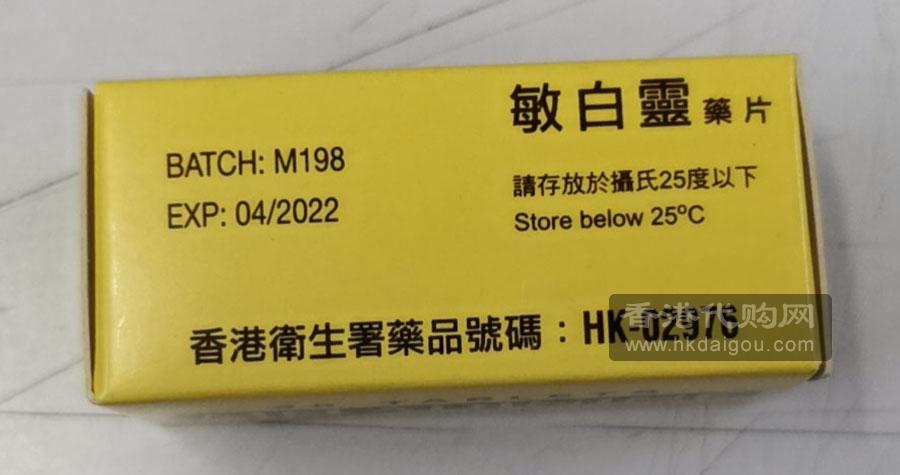 敏白靈 藥片
BATCH: M198
EXP: 04/2022
請存放於攝氏25度以下
Store below 25ºC
香港衛生署藥品號碼：HK-02976
香港代购网
www.hkdaigou.com